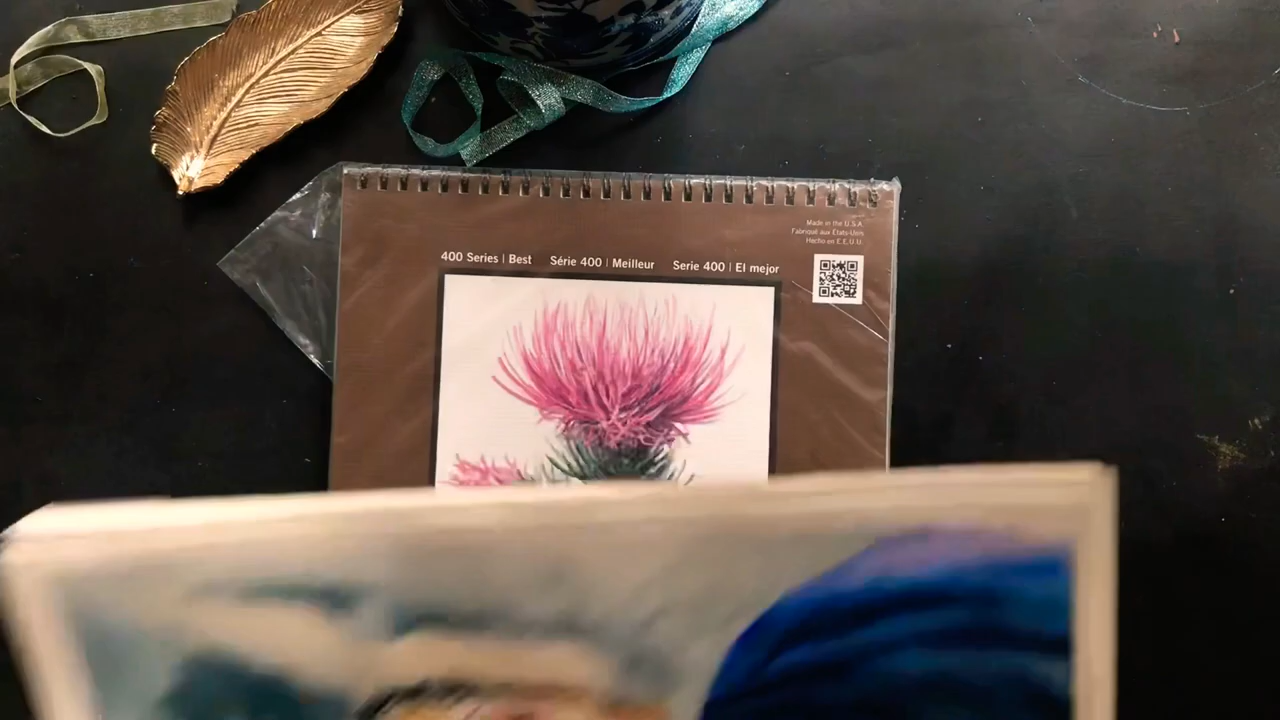 Made in the U.S.A.
Fabriqué aux États-Unis
Hecho en E.E.U.U.
400 Series | Best Série 400 | Meilleur Serie 400 | El mejor